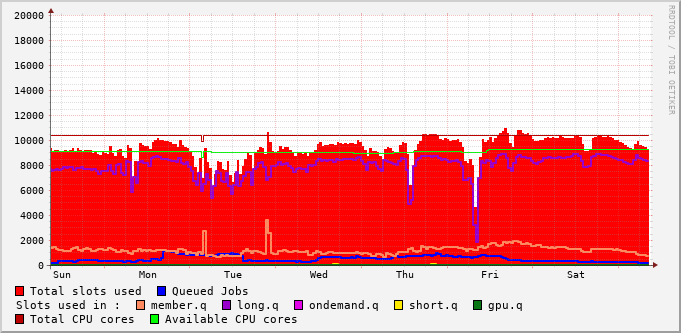 20000
18000
16000
14000
12000
10000
8000
6000
4000
2000
0
Sun Mon Tue Wed Thu Fri Sat
Total slots used Queued Jobs
Slots used in : member.q long.q ondemand.q short.q gpu.q
Total CPU cores Available CPU cores
RRDTOOL / TOBI OETIKER